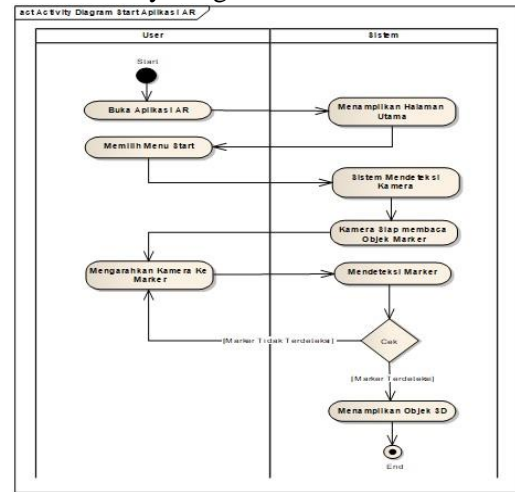 act Activity Diagram Start Aplikasi AR
User
Sistem
Start
Buka Aplikasi AR
Menampilkan Halaman
Utama
Memilih Menu Start
Sistem Mendeteksi
Kamera
Kamera Siap membaca
Objek Marker
Mengarahkan Kamera Ke
Marker
Mendeteksi Marker
[Marker Tidak Terdeteksi]
Cek
[Marker Terdeteksi]
Menampilkan Objek 3D
End